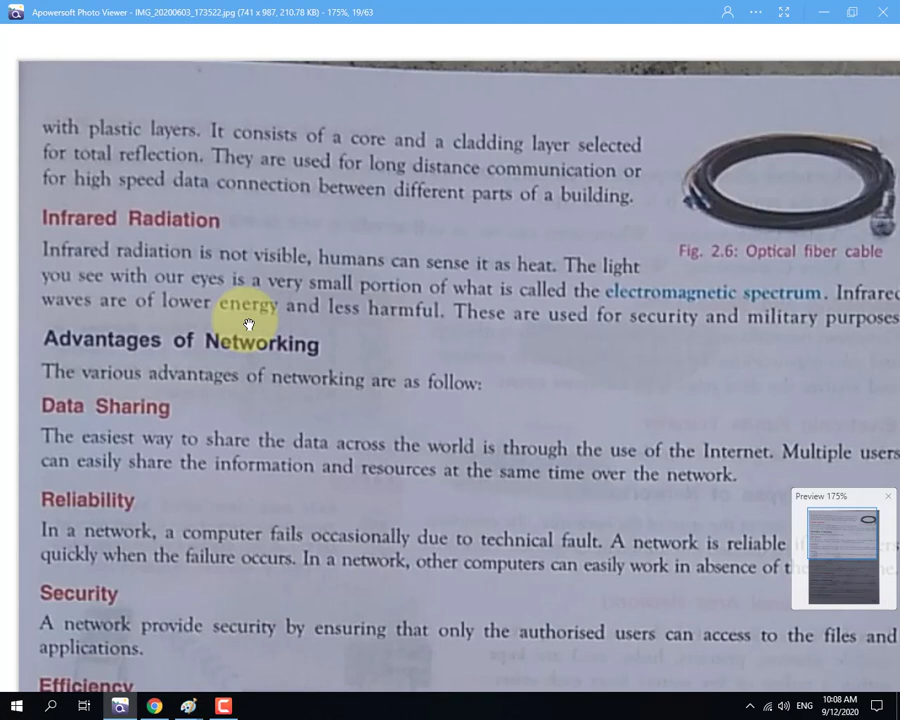 Apowersoft Photo Viewer - IMG_20200603_173522.jpg (741 x 987, 210.78 KB) - 175%, 19/63
with plastic layers. It consists of a core and a cladding layer selected
for total reflection. They are used for long distance communication or
for high speed data connection between different parts of a building.
Fig. 2.6: Optical fiber cable
Infrared Radiation
Infrared radiation is not visible, humans can sense it as heat. The light
you see with our eyes is a very small portion of what is called the electromagnetic spectrum. Infrared
waves are of lower energy and less harmful. These are used for security and military purposes
Advantages of Networking
The various advantages of networking are as follow:
Data Sharing
The easiest way to share the data across the world is through the use of the Internet. Multiple users
can easily share the information and resources at the same time over the network.
Preview 175%
Reliability
In a network, a computer fails occasionally due to technical fault. A network is reliable
quickly when the failure occurs. In a network, other computers can easily work in absence of
Security
A network provide security by ensuring that only the authorised users can access to the files and
applications.
Efficiency
ENG
10:08 AM
9/12/2020